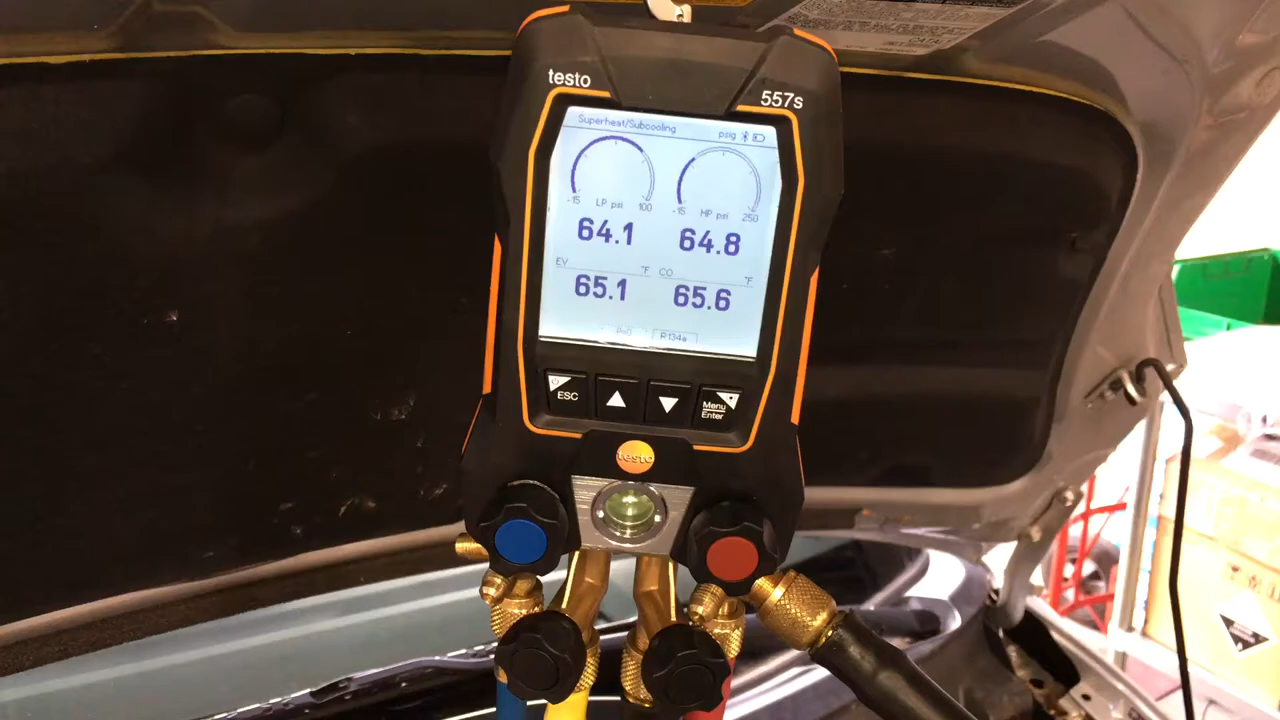 testo
557s
Superheat/Subcooling
psig
-15 LP psi 100
-15 HP psi 250
64.1
64.8
EV °F
CO °F
65.1
65.6
R134a
ESC
Menu
Enter
testo